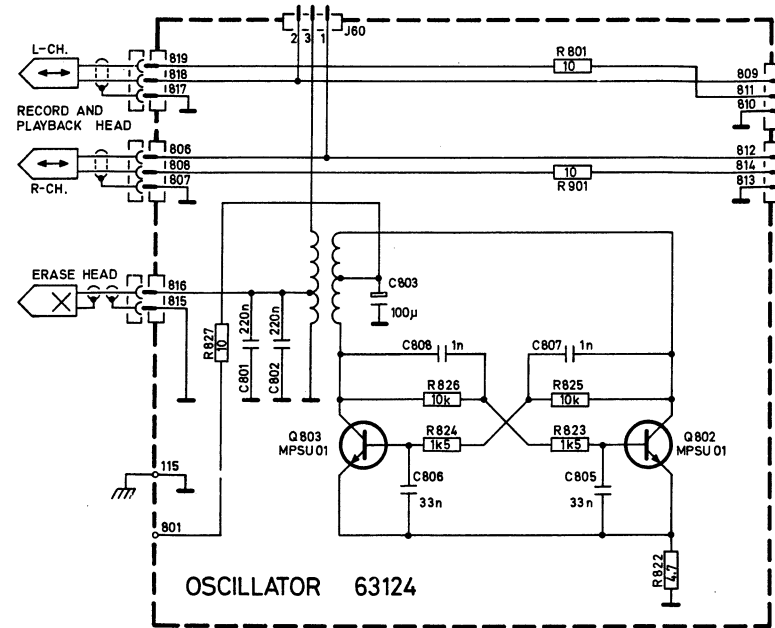 J60
2 3 1
L-CH.
819
818
817
R 801
10
809
811
810
RECORD AND
PLAYBACK HEAD
806
808
807
812
814
813
10
R 901
R-CH.
ERASE HEAD
816
815
C803
100µ
220n
220n
R827
10
C801
C802
C808
1n
C807
1n
R826
10k
R825
10k
Q803
MPSU 01
R824
1k5
R823
1k5
Q802
MPSU 01
C806
33n
C805
33n
115
801
R822
4.7
OSCILLATOR 63124